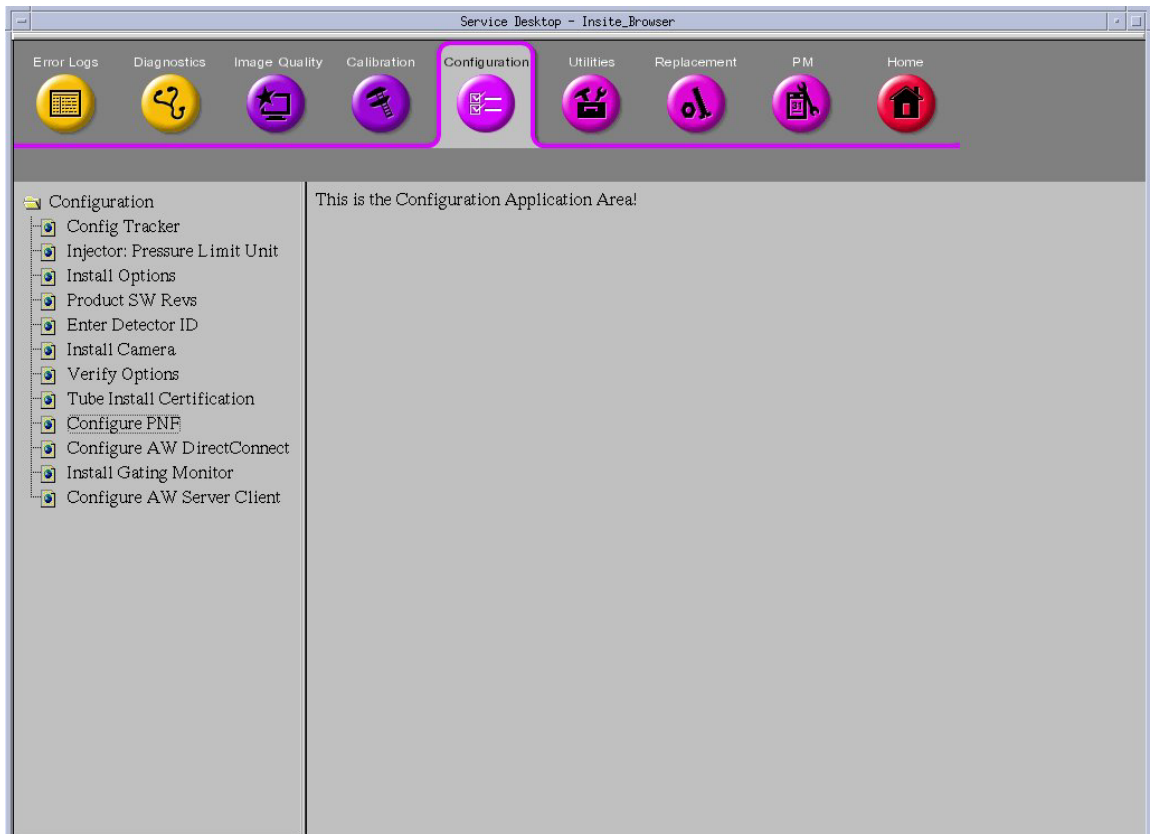 Service Desktop - Insite_Browser
Error Logs
Diagnostics
Image Quality
Calibration
Configuration
Utilities
Replacement
PM
Home
31
Configuration
Config Tracker
Injector: Pressure Limit Unit
Install Options
Product SW Revs
Enter Detector ID
Install Camera
Verify Options
Tube Install Certification
Configure PNF
Configure AW DirectConnect
Install Gating Monitor
Configure AW Server Client
This is the Configuration Application Area!